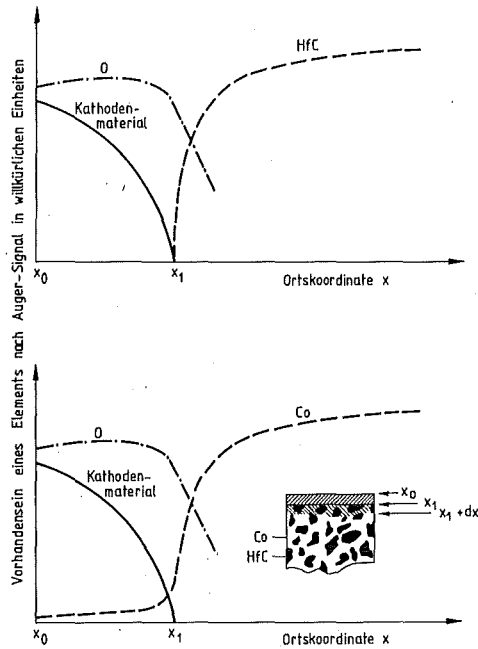 Vorhandensein eines Elements nach Auger-Signal in willkürlichen Einheiten
O
HfC
Kathoden-
material
x₀
x₁
Ortskoordinate x
O
Co
Kathoden-
material
x₀
x₁
x₁ + dx
Co
HfC
x₀
x₁
Ortskoordinate x